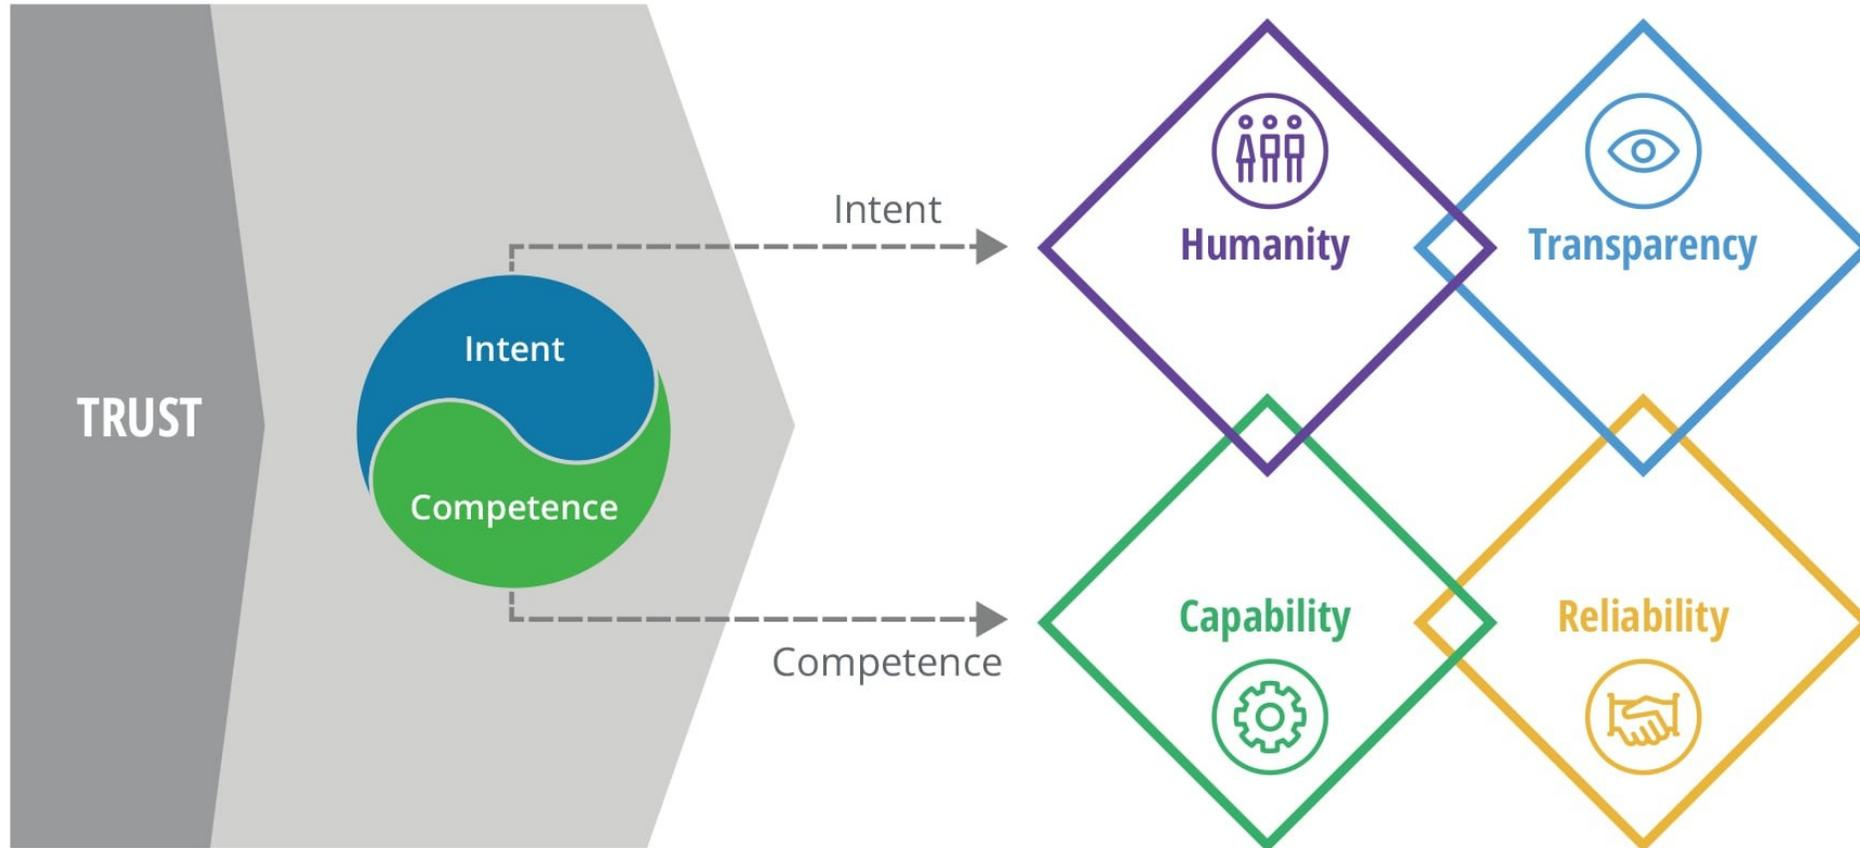 TRUST
Intent
Competence
Intent
Competence
Humanity
Transparency
Capability
Reliability